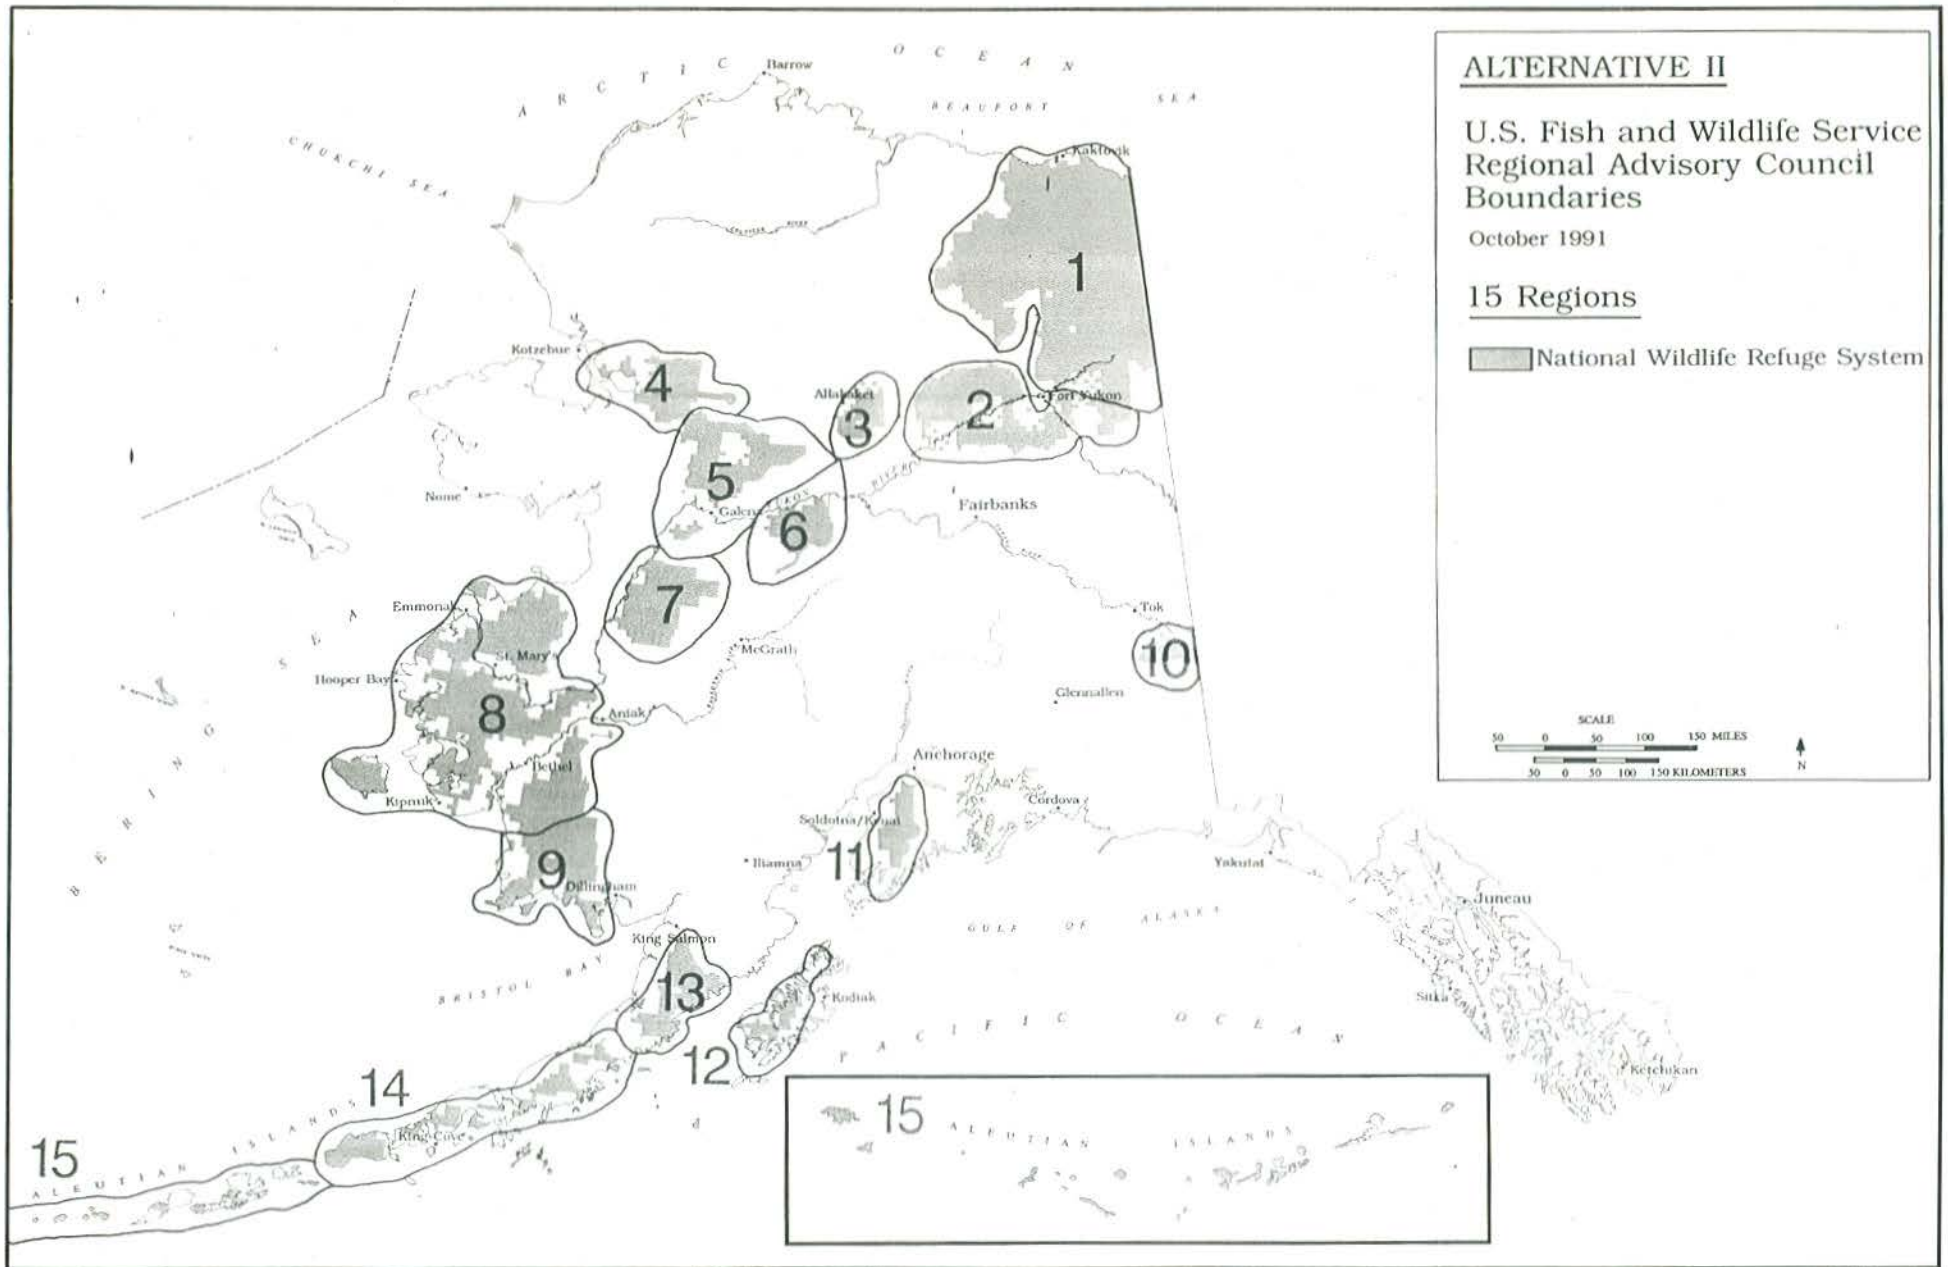 ALTERNATIVE II
U.S. Fish and Wildlife Service
Regional Advisory Council
Boundaries
October 1991
15 Regions
National Wildlife Refuge System
SCALE
50 0 50 100 150 MILES
50 0 50 100 150 KILOMETERS
N
ARCTIC OCEAN
Barrow
BEAUFORT SEA
CHUKCHI SEA
Kaktovik
RIVER
1
Kotzebue
4
Allakaket
3
2
Fort Yukon
5
YUKON
RIVER
Nome
Galena
6
Fairbanks
7
Emmonak
Tok
St. Mary's
McGrath
10
Hooper Bay
8
Aniak
Glennallen
BERING SEA
Bethel
Anchorage
Kipnuk
Cordova
Soldotna/Kenai
9
Iliamna
11
Yakutat
Dillingham
Juneau
GULF OF ALASKA
King Salmon
BRISTOL BAY
13
Kodiak
Sitka
PACIFIC OCEAN
12
Ketchikan
14
15
ALEUTIAN ISLANDS
King Cove
15
ALEUTIAN ISLANDS